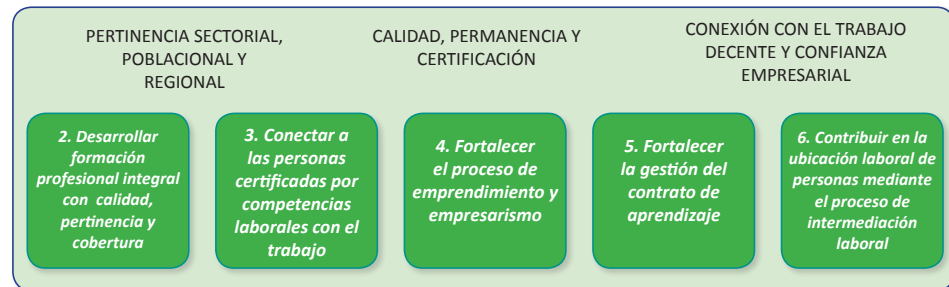 PERTINENCIA SECTORIAL,
POBLACIONAL Y
REGIONAL
CALIDAD, PERMANENCIA Y
CERTIFICACIÓN
CONEXIÓN CON EL TRABAJO
DECENTE Y CONFIANZA
EMPRESARIAL
2. Desarrollar
formación
profesional integral
con calidad,
pertinencia y
cobertura
3. Conectar a
las personas
certificadas por
competencias
laborales con el
trabajo
4. Fortalecer
el proceso de
emprendimiento y
empresarismo
5. Fortalecer
la gestión del
contrato de
aprendizaje
6. Contribuir en la
ubicación laboral de
personas mediante
el proceso de
intermediación
laboral